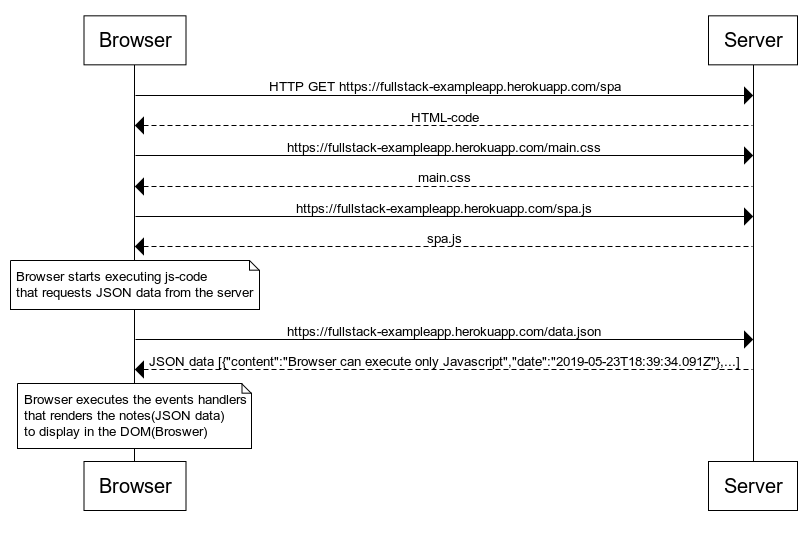 Browser
Server
HTTP GET https://fullstack-exampleapp.herokuapp.com/spa
HTML-code
https://fullstack-exampleapp.herokuapp.com/main.css
main.css
https://fullstack-exampleapp.herokuapp.com/spa.js
spa.js
Browser starts executing js-code
that requests JSON data from the server
https://fullstack-exampleapp.herokuapp.com/data.json
JSON data [{"content":"Browser can execute only Javascript","date":"2019-05-23T18:39:34.091Z"},...]
Browser executes the events handlers
that renders the notes(JSON data)
to display in the DOM(Broswer)
Browser
Server